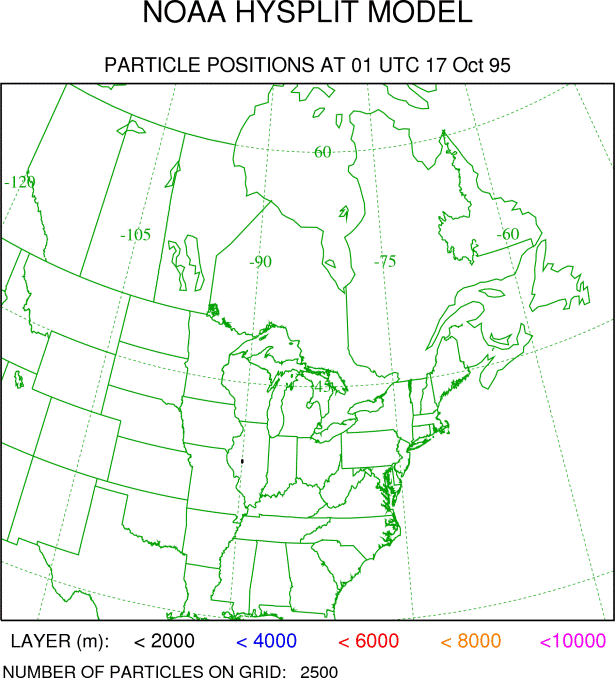 NOAA HYSPLIT MODEL
PARTICLE POSITIONS AT 01 UTC 17 Oct 95
60
-120
-105
-60
-90
-75
-45
LAYER (m): < 2000 < 4000 < 6000 < 8000 <10000
NUMBER OF PARTICLES ON GRID: 2500